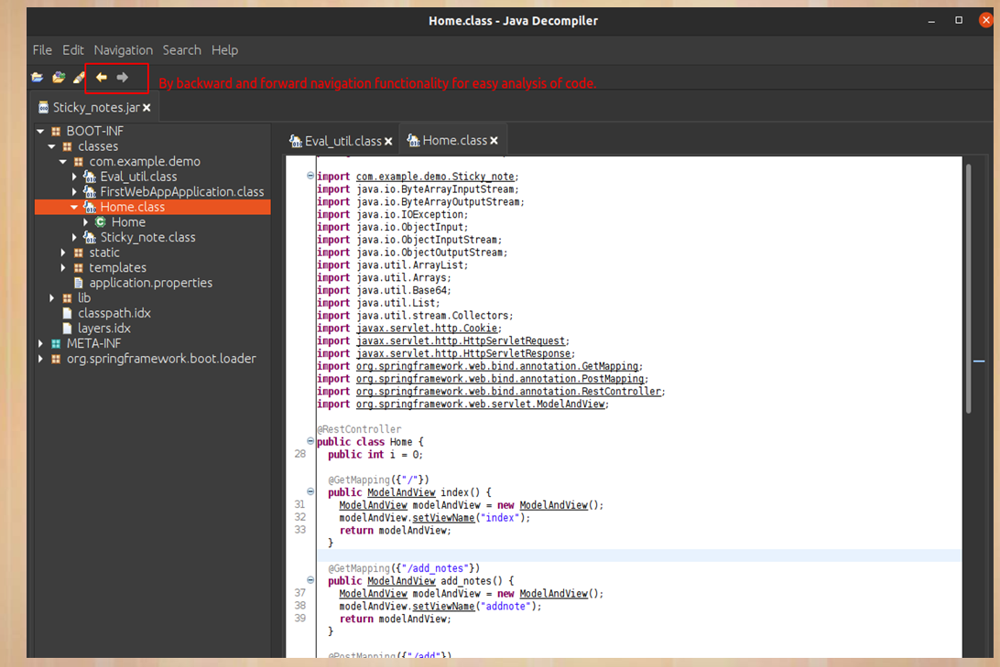 Home.class - Java Decompiler
File Edit Navigation Search Help
By backward and forward navigation functionality for easy analysis of code.
Sticky_notes.jar
BOOT-INF
classes
com.example.demo
Eval_util.class
FirstWebAppApplication.class
Home.class
Home
Sticky_note.class
static
templates
application.properties
lib
classpath.idx
layers.idx
META-INF
org.springframework.boot.loader
Eval_util.class Home.class
import com.example.demo.Sticky_note;
import java.io.ByteArrayInputStream;
import java.io.ByteArrayOutputStream;
import java.io.IOException;
import java.io.ObjectInput;
import java.io.ObjectInputStream;
import java.io.ObjectOutputStream;
import java.util.ArrayList;
import java.util.Arrays;
import java.util.Base64;
import java.util.List;
import java.util.stream.Collectors;
import javax.servlet.http.Cookie;
import javax.servlet.http.HttpServletRequest;
import javax.servlet.http.HttpServletResponse;
import org.springframework.web.bind.annotation.GetMapping;
import org.springframework.web.bind.annotation.PostMapping;
import org.springframework.web.bind.annotation.RestController;
import org.springframework.web.servlet.ModelAndView;
@RestController
public class Home {
28 public int i = 0;
@GetMapping({"/"})
public ModelAndView index() {
31 ModelAndView modelAndView = new ModelAndView();
32 modelAndView.setViewName("index");
33 return modelAndView;
}
@GetMapping({"/add_notes"})
public ModelAndView add_notes() {
37 ModelAndView modelAndView = new ModelAndView();
38 modelAndView.setViewName("addnote");
39 return modelAndView;
}
@PostMapping({"/add"})